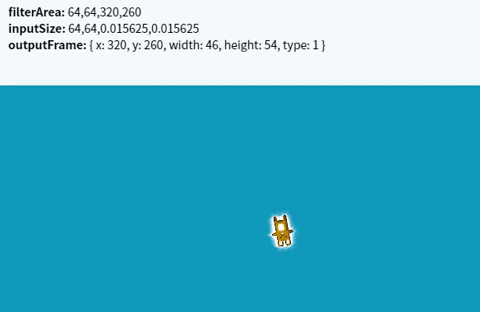 filterArea: 64,64,320,260
inputSize: 64,64,0.015625,0.015625
outputFrame: { x: 320, y: 260, width: 46, height: 54, type: 1 }